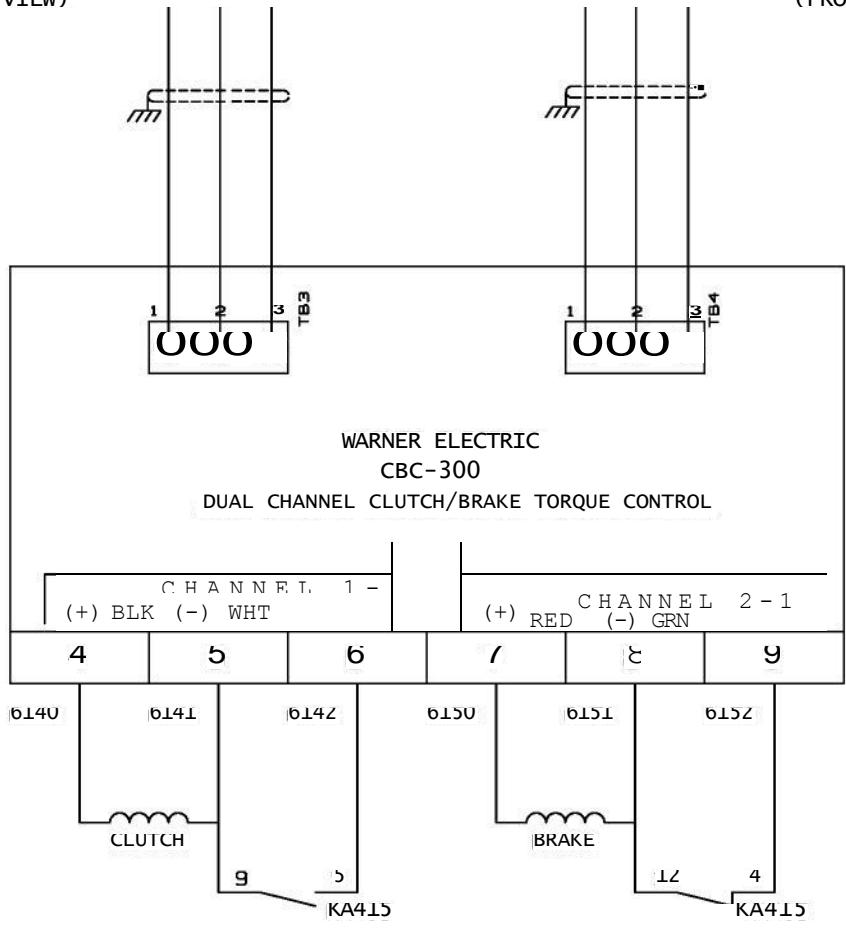 VIEW)
1 2 3 TB3
1 2 3 TB4
OOO
OOO
WARNER ELECTRIC
CBC-300
DUAL CHANNEL CLUTCH/BRAKE TORQUE CONTROL
CHANNEL 1-
(+) BLK (-) WHT
CHANNEL 2-1
(+) RED (-) GRN
4 5 6 7 8 9
6140 6141 6142 6150 6151 6152
CLUTCH
BRAKE
9 5
12 4
KA415
KA415